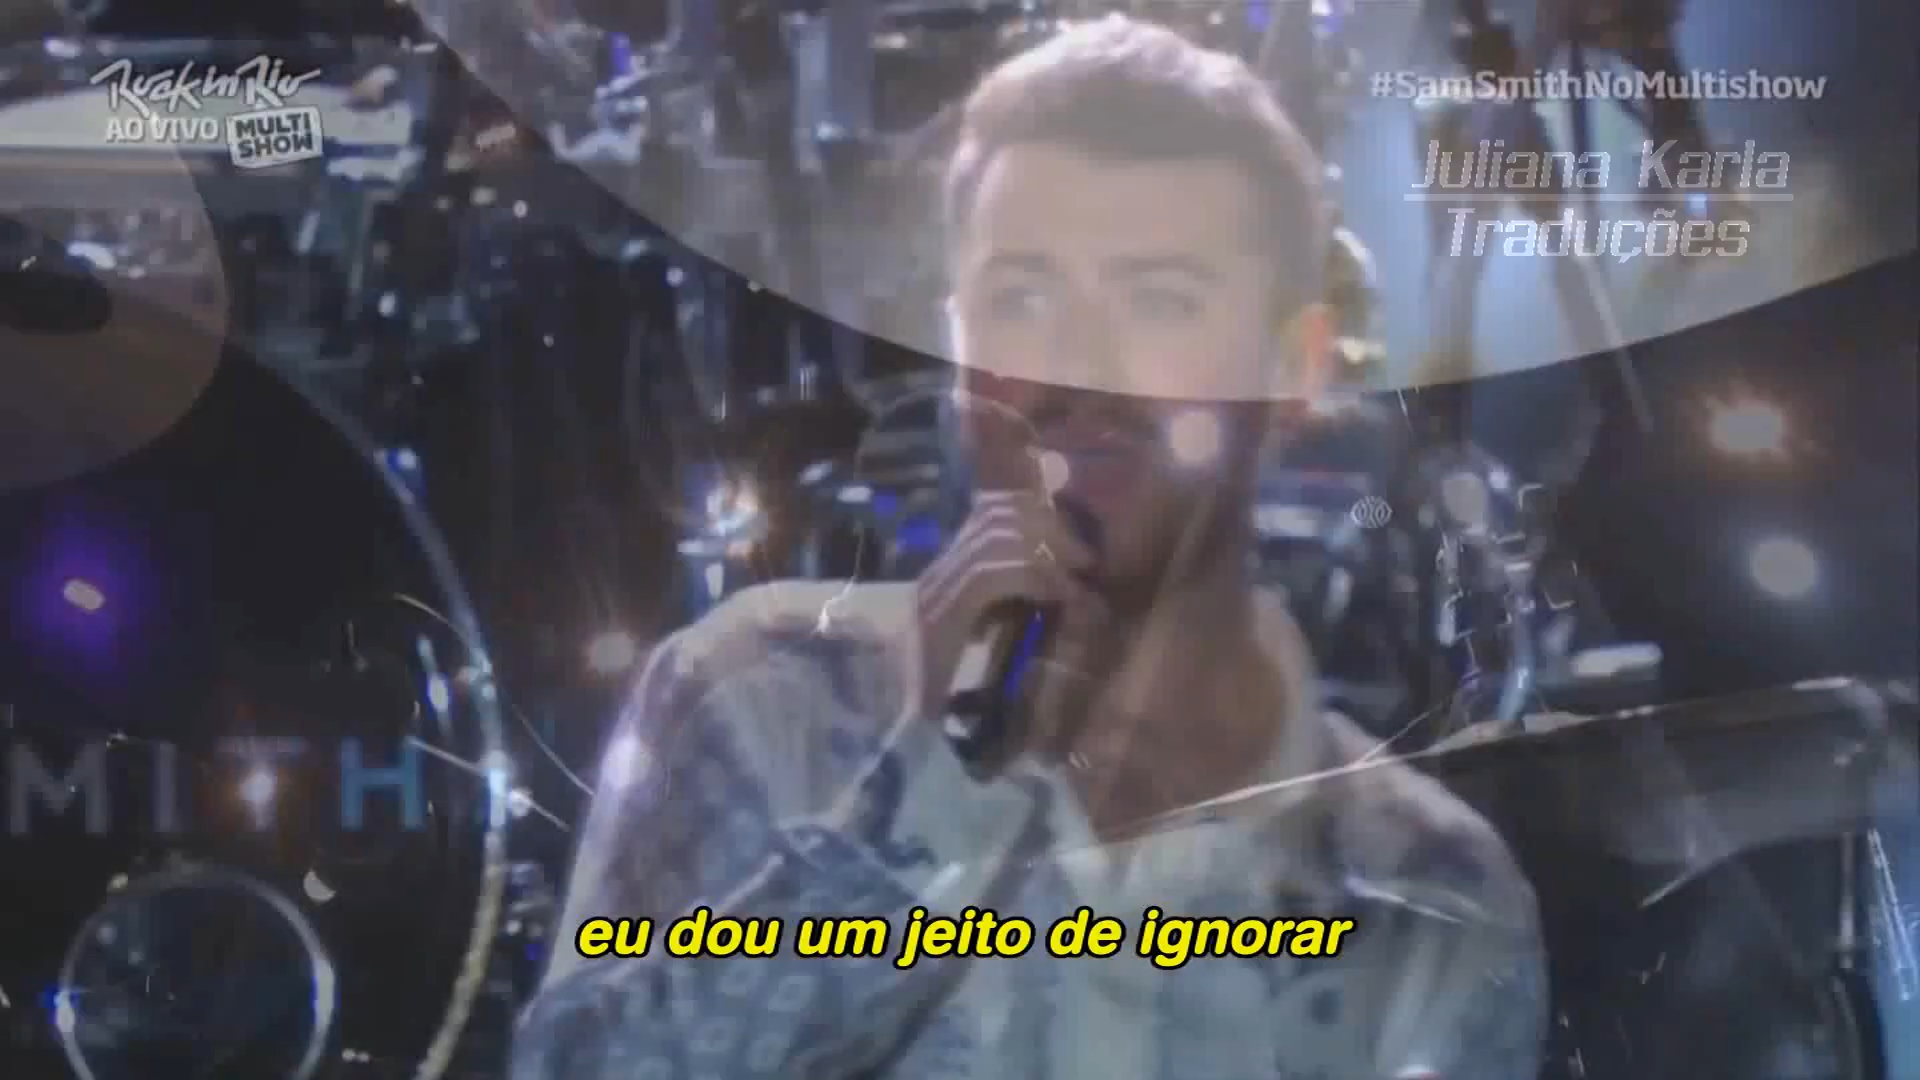 Rock in Rio
AO VIVO MULTI SHOW
#SamSmithNoMultishow
Juliana Karla
Traduções
MITH
eu dou um jeito de ignorar